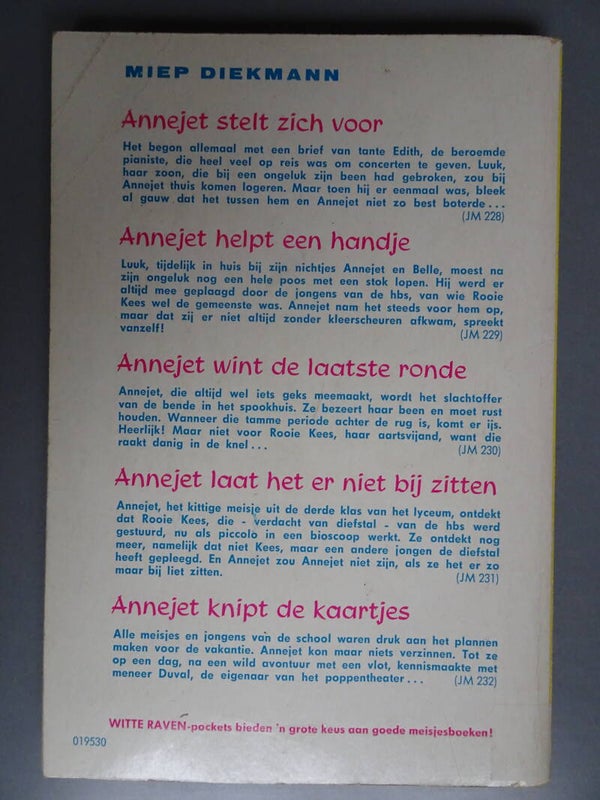 MIEP DIEKMANN
Annejet stelt zich voor
Het begon allemaal met een brief van tante Edith, de beroemde
pianiste, die heel veel op reis was om concerten te geven. Luuk,
haar zoon, die bij een ongeluk zijn been had gebroken, zou bij
Annejet thuis komen logeren. Maar toen hij er eenmaal was, bleek
al gauw dat het tussen hem en Annejet niet zo best boterde...
(JM 228)
Annejet helpt een handje
Luuk, tijdelijk in huis bij zijn nichtjes Annejet en Belle, moest na
zijn ongeluk nog een hele poos met een stok lopen. Hij werd er
altijd mee geplaagd door de jongens van de hbs, van wie Rooie
Kees wel de gemeenste was. Annejet nam het steeds voor hem op,
maar dat zij er niet altijd zonder kleerscheuren afkwam, spreekt
vanzelf! (JM 229)
Annejet wint de laatste ronde
Annejet, die altijd wel iets geks meemaakt, wordt het slachtoffer
van de bende in het spookhuis. Ze bezeert haar been en moet rust
houden. Wanneer die tamme periode achter de rug is, komt er ijs.
Heerlijk! Maar niet voor Rooie Kees, haar aartsvijand, want die
raakt danig in de knel... (JM 230)
Annejet laat het er niet bij zitten
Annejet, het kittige meisje uit de derde klas van het lyceum, ontdekt
dat Rooie Kees, die - verdacht van diefstal - van de hbs werd
gestuurd, nu als piccolo in een bioscoop werkt. Ze ontdekt nog
meer, namelijk dat niet Kees, maar een andere jongen de diefstal
heeft gepleegd. En Annejet zou Annejet niet zijn, als ze het er zo
maar bij liet zitten. (JM 231)
Annejet knipt de kaartjes
Alle meisjes en jongens van de school waren druk aan het plannen
maken voor de vakantie. Annejet kon maar niets verzinnen. Tot ze
op een dag, na een wild avontuur met een vlot, kennismaakte met
meneer Duval, de eigenaar van het poppentheater... (JM 232)
WITTE RAVEN-pockets bieden 'n grote keus aan goede meisjesboeken!
019530